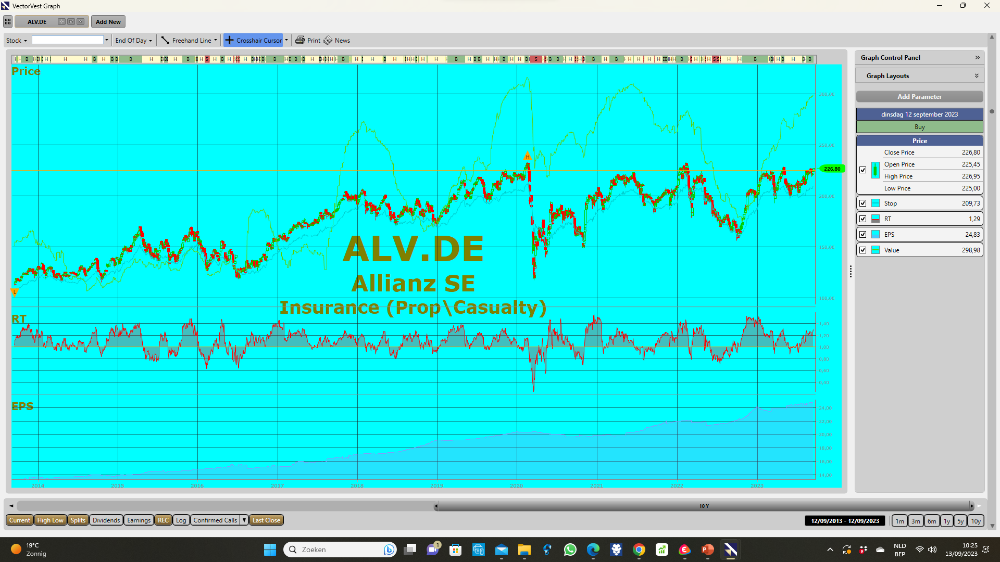 VectorVest Graph
ALV.DE
Add New
Stock
End Of Day
Freehand Line
Crosshair Cursor
Print
News
Price
300,00
250,00
226,80
200,00
150,00
100,00
H
L
ALV.DE
Allianz SE
Insurance (Prop\Casualty)
RT
1,40
1,20
1,00
0,80
0,60
0,40
EPS
24,00
22,00
20,00
18,00
16,00
14,00
2014 2015 2016 2017 2018 2019 2020 2021 2022 2023
Graph Control Panel
Graph Layouts
Add Parameter
dinsdag 12 september 2023
Buy
Price
Close Price 226,80
Open Price 225,45
High Price 226,95
Low Price 225,00
Stop 209,73
RT 1,29
EPS 24,83
Value 298,98
10 Y
Current High Low Splits Dividends Earnings REC Log Confirmed Calls Last Close
12/09/2013 - 12/09/2023
1m 3m 6m 1y 5y 10y
19°C
Zonnig
Zoeken
1
NLD
BEP
10:25
13/09/2023